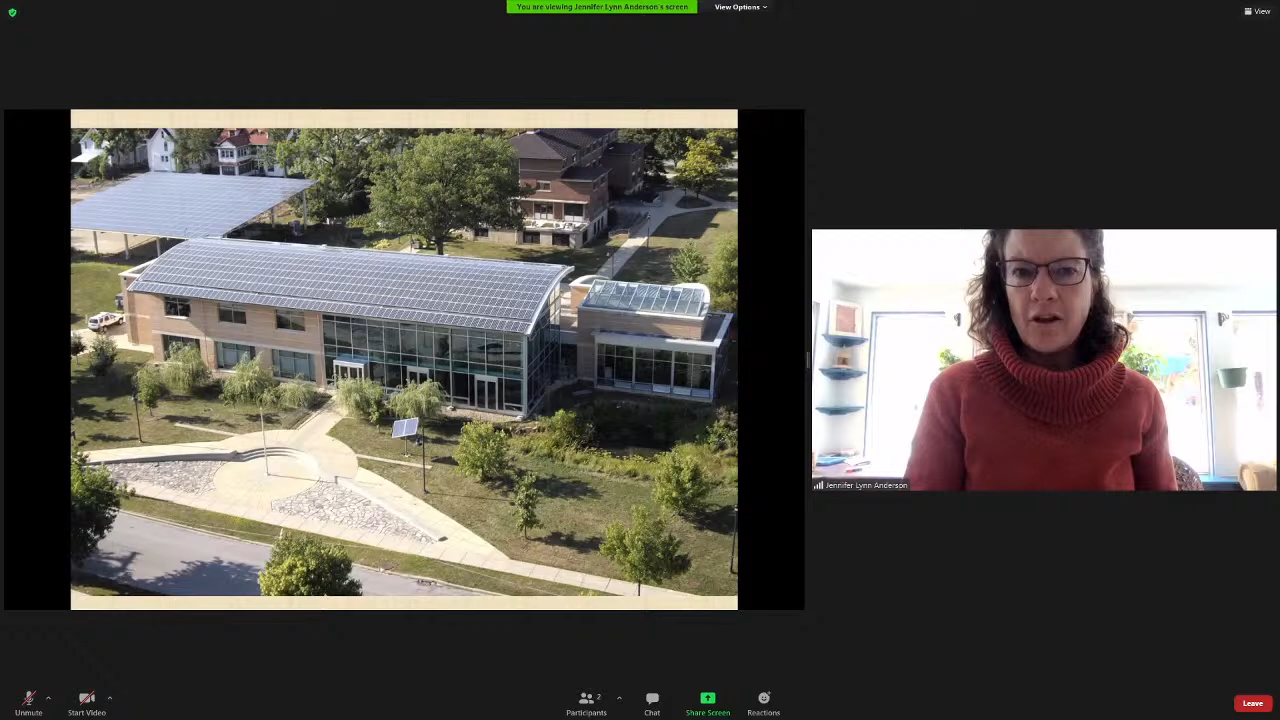 You are viewing Jennifer Lynn Anderson's screen
View Options
View
Jennifer Lynn Anderson
Unmute
Start Video
2
Participants
Chat
Share Screen
Reactions
Leave